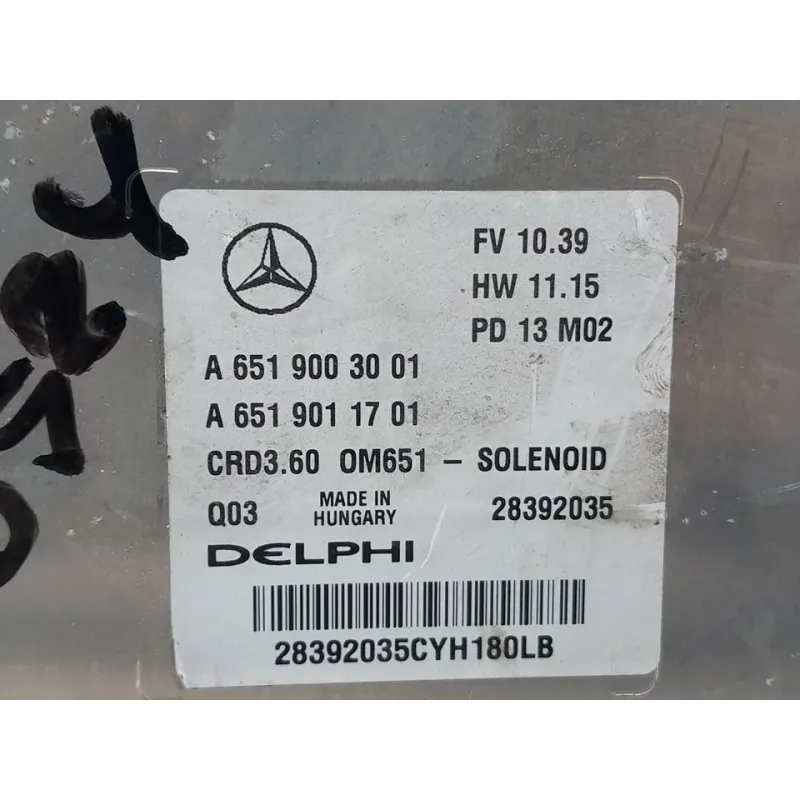 FV 10.39
HW 11.15
PD 13 M02
A 651 900 30 01
A 651 901 17 01
CRD3.60 OM651 - SOLENOID
Q03 MADE IN HUNGARY 28392035
DELPHI
28392035CYH180LB